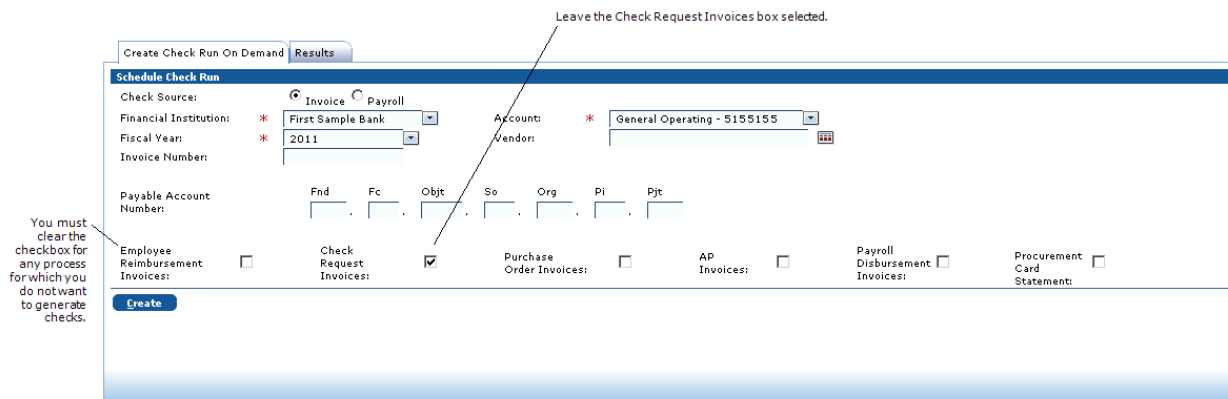 Leave the Check Request Invoices box selected.
Create Check Run On Demand Results
Schedule Check Run
Check Source: Invoice Payroll
Financial Institution: * First Sample Bank Account: * General Operating - 5155155
Fiscal Year: * 2011 Vendor:
Invoice Number:
Payable Account
Number:
Fnd Fc Objt So Org Pi Pjt
. . . . . .
You must
clear the
checkbox for
any process
for which you
do not want
to generate
checks.
Employee
Reimbursement
Invoices:
Check
Request
Invoices:
Purchase
Order Invoices:
AP
Invoices:
Payroll
Disbursement
Invoices:
Procurement
Card
Statement:
Create